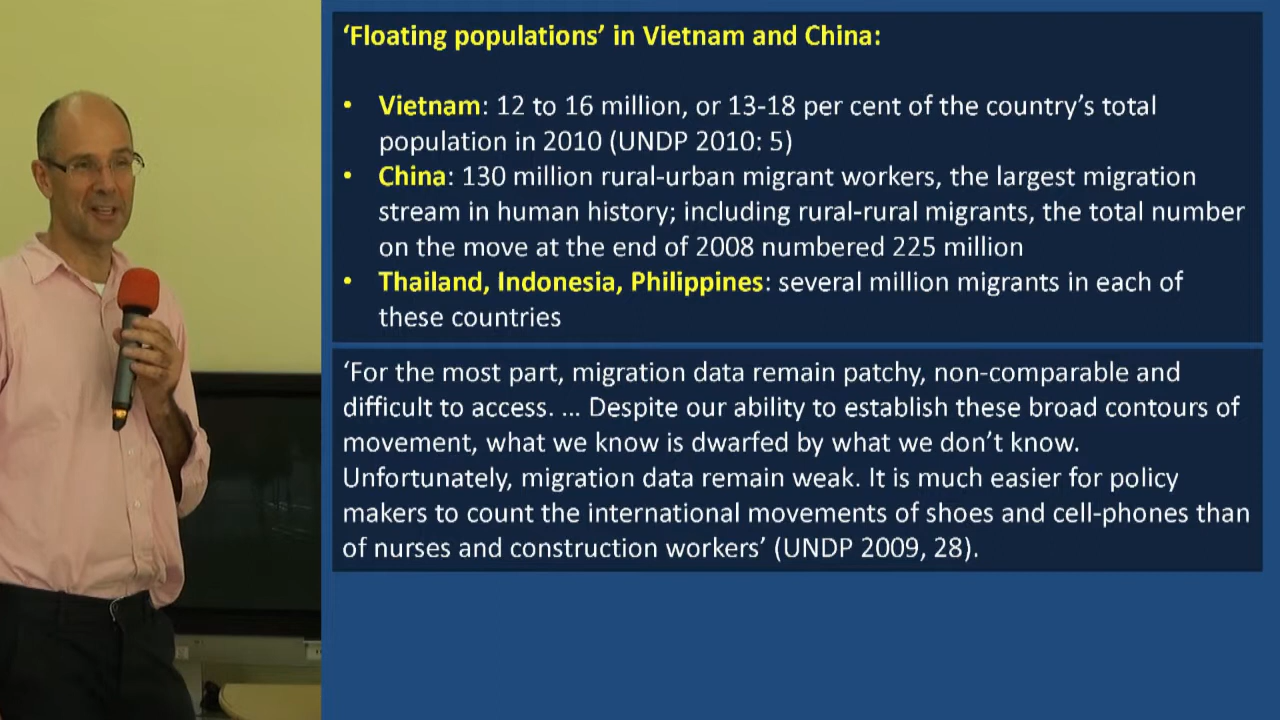 ‘Floating populations’ in Vietnam and China:
• Vietnam: 12 to 16 million, or 13-18 per cent of the country’s total
population in 2010 (UNDP 2010: 5)
• China: 130 million rural-urban migrant workers, the largest migration
stream in human history; including rural-rural migrants, the total number
on the move at the end of 2008 numbered 225 million
• Thailand, Indonesia, Philippines: several million migrants in each of
these countries
‘For the most part, migration data remain patchy, non-comparable and
difficult to access. ... Despite our ability to establish these broad contours of
movement, what we know is dwarfed by what we don’t know.
Unfortunately, migration data remain weak. It is much easier for policy
makers to count the international movements of shoes and cell-phones than
of nurses and construction workers’ (UNDP 2009, 28).